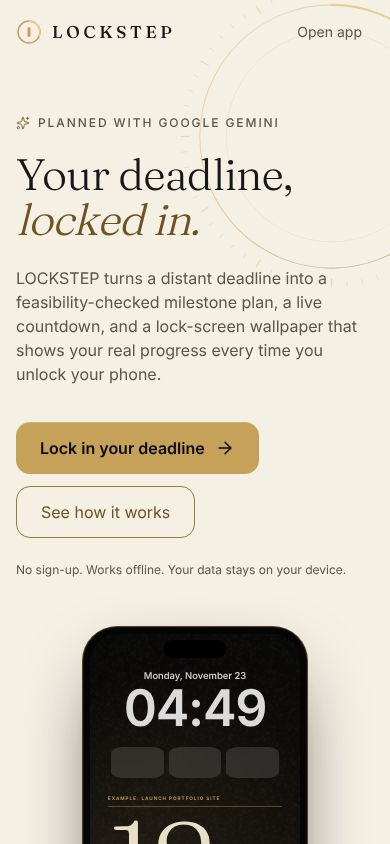 LOCKSTEP
Open app
PLANNED WITH GOOGLE GEMINI
Your deadline,
locked in.
LOCKSTEP turns a distant deadline into a
feasibility-checked milestone plan, a live
countdown, and a lock-screen wallpaper that
shows your real progress every time you
unlock your phone.
Lock in your deadline
See how it works
No sign-up. Works offline. Your data stays on your device.
Monday, November 23
04:49
EXAMPLE: LAUNCH PORTFOLIO SITE